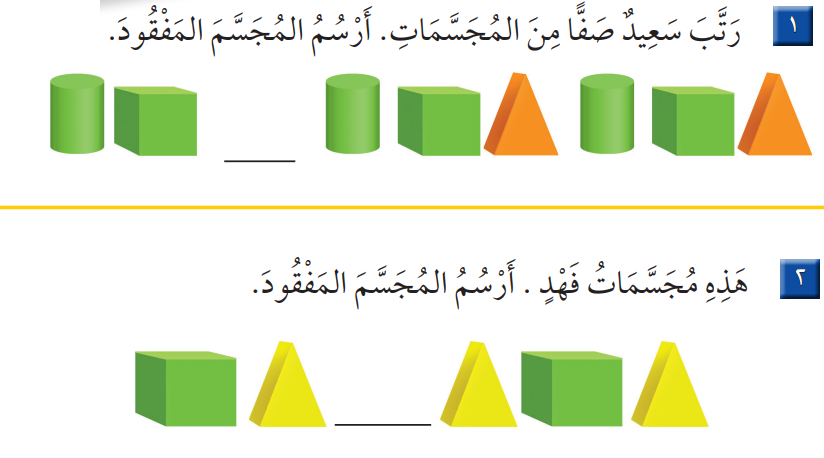 ١ رَتَّبَ سَعِيدٌ صَفًّا مِنَ المُجَسَّمَاتِ. أَرْسُمُ المُجَسَّمَ المَفْقُودَ.
٢ هَذِهِ مُجَسَّمَاتُ فَهْدٍ . أَرْسُمُ المُجَسَّمَ المَفْقُودَ.